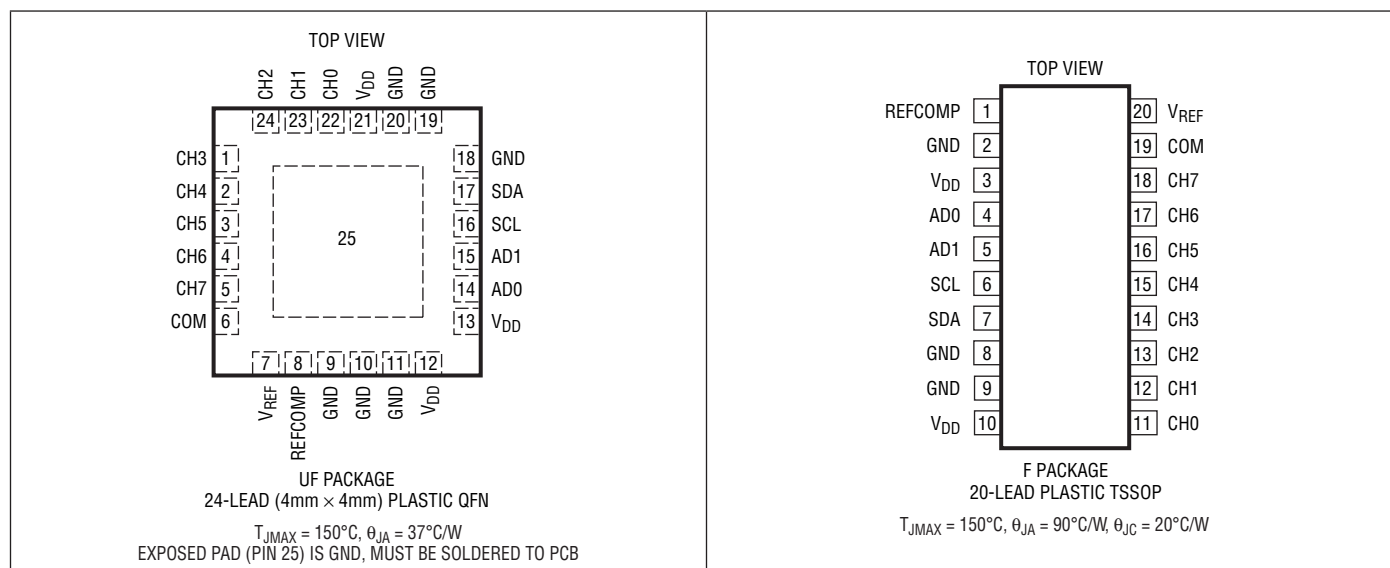 TOP VIEW
CH2
CH1
CH0
VDD
GND
GND
24 23 22 21 20 19
CH3 1
CH4 2
CH5 3
CH6 4
CH7 5
COM 6
25
18 GND
17 SDA
16 SCL
15 AD1
14 AD0
13 VDD
7 8 9 10 11 12
VREF
REFCOMP
GND
GND
GND
VDD
UF PACKAGE
24-LEAD (4mm × 4mm) PLASTIC QFN
TJMAX = 150°C, θJA = 37°C/W
EXPOSED PAD (PIN 25) IS GND, MUST BE SOLDERED TO PCB
TOP VIEW
REFCOMP 1
GND 2
VDD 3
AD0 4
AD1 5
SCL 6
SDA 7
GND 8
GND 9
VDD 10
20 VREF
19 COM
18 CH7
17 CH6
16 CH5
15 CH4
14 CH3
13 CH2
12 CH1
11 CH0
F PACKAGE
20-LEAD PLASTIC TSSOP
TJMAX = 150°C, θJA = 90°C/W, θJC = 20°C/W